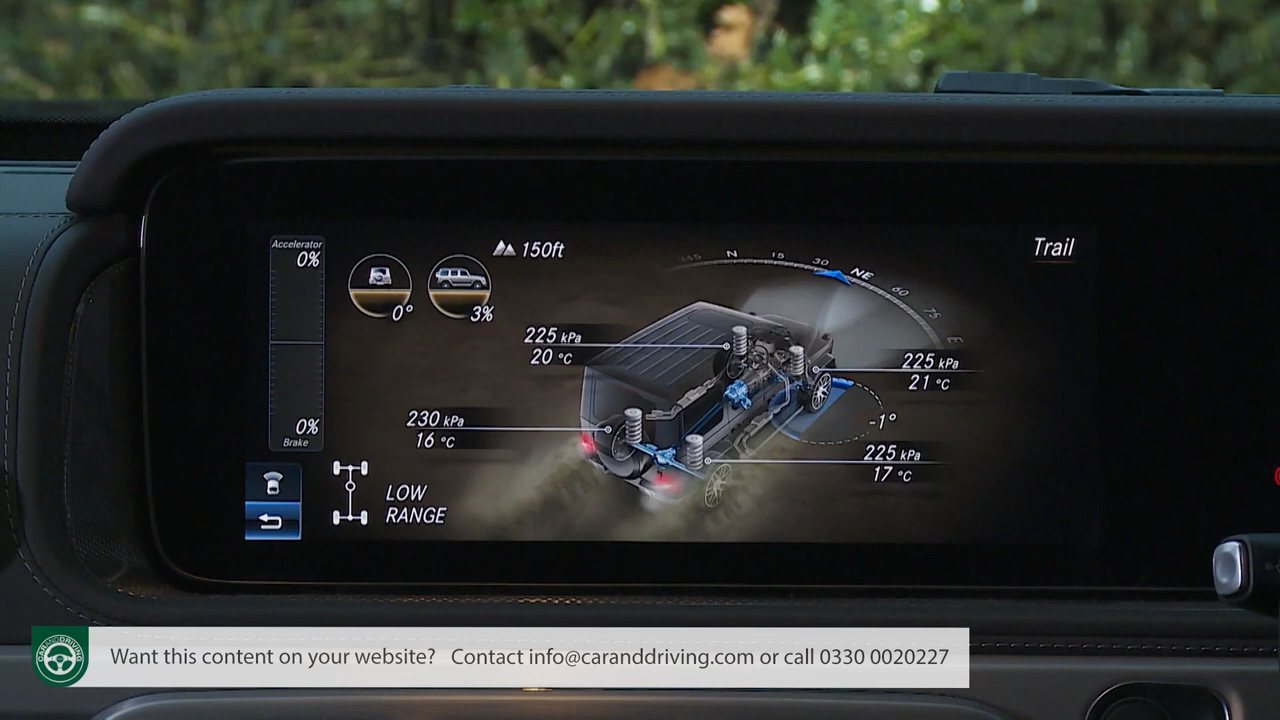 Accelerator
0%
0%
Brake
0°
3%
150ft
Trail
345 N 15 30 NE 60 75 E
225 kPa
20 °C
225 kPa
21 °C
230 kPa
16 °C
-1°
225 kPa
17 °C
LOW
RANGE
CARANDDRIVING
Want this content on your website? Contact info@caranddriving.com or call 0330 0020227